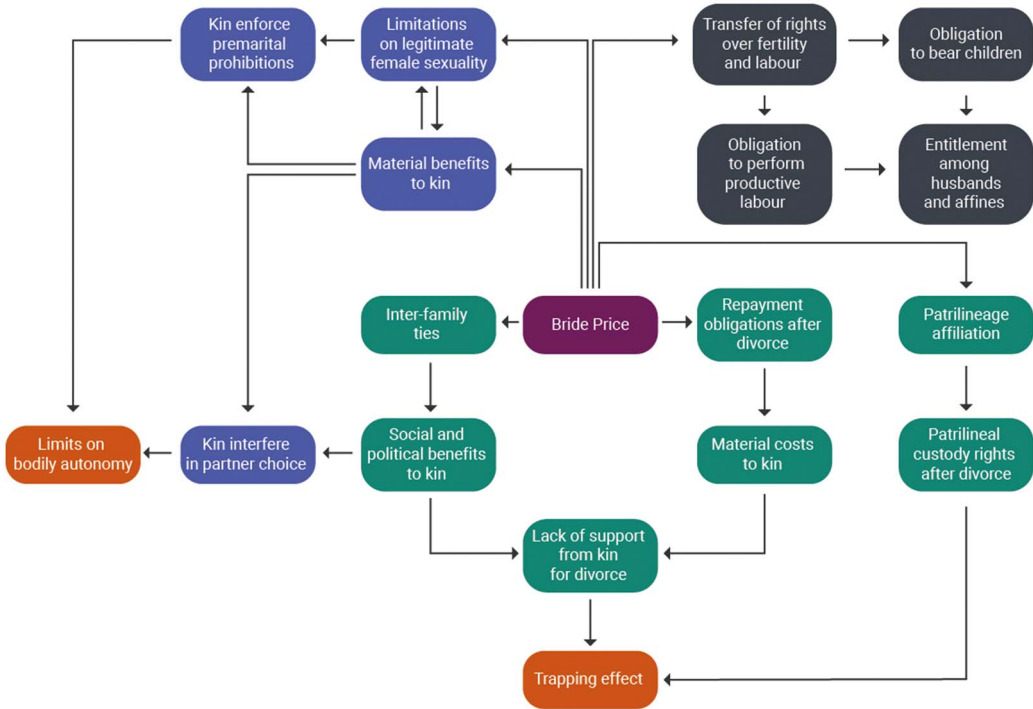 Kin enforce
premarital
prohibitions
Limitations
on legitimate
female sexuality
Transfer of rights
over fertility
and labour
Obligation
to bear children
Material benefits
to kin
Obligation
to perform
productive
labour
Entitlement
among
husbands
and affines
Inter-family
ties
Bride Price
Repayment
obligations after
divorce
Patrilineage
affiliation
Limits on
bodily autonomy
Kin interfere
in partner choice
Social and
political benefits
to kin
Material costs
to kin
Patrilineal
custody rights
after divorce
Lack of support
from kin
for divorce
Trapping effect